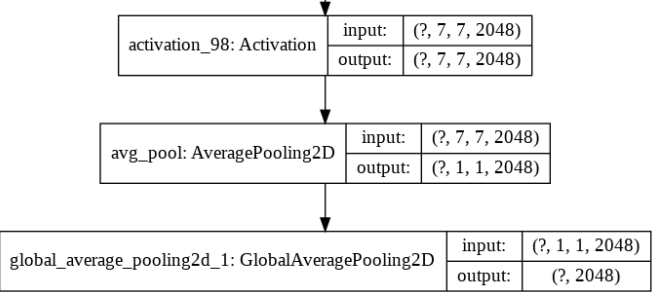 activation_98: Activation
input: (?, 7, 7, 2048)
output: (?, 7, 7, 2048)
avg_pool: AveragePooling2D
input: (?, 7, 7, 2048)
output: (?, 1, 1, 2048)
global_average_pooling2d_1: GlobalAveragePooling2D
input: (?, 1, 1, 2048)
output: (?, 2048)